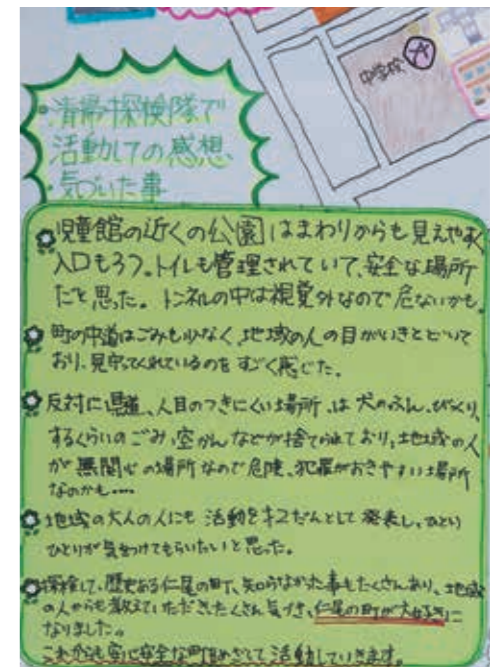 中学校
・清掃探検隊で
活動しての感想
・気づいた事
児童館の近くの公園はまわりからも見えやすく
入口も3つ。トイレも管理されていて、安全な場所
だと思った。トンネルの中は視覚外なので危ないかも。
町の中道はごみも少なく、地域の人の目がいきとどいて
おり、見守ってくれているのをすごく感じた。
反対に県道、人目のつきにくい場所、は犬のふん、びっくり、
するくらいのごみ、空かんなどが捨てられており、地域の人
が無関心の場所なので危険、犯罪がおきやすい場所
なのかも....
地域の大人の人にも活動をキズだんとして発表し、ひとり
ひとりが気をつけてもらいたいと思った。
探検して、歴史ある仁尾の町、知らなかった事もたくさんあり、地域
の人からも教えていただきたくさん気づき、仁尾の町が大好きに
なりました。
これからも安心安全な町をめざして活動していきます。